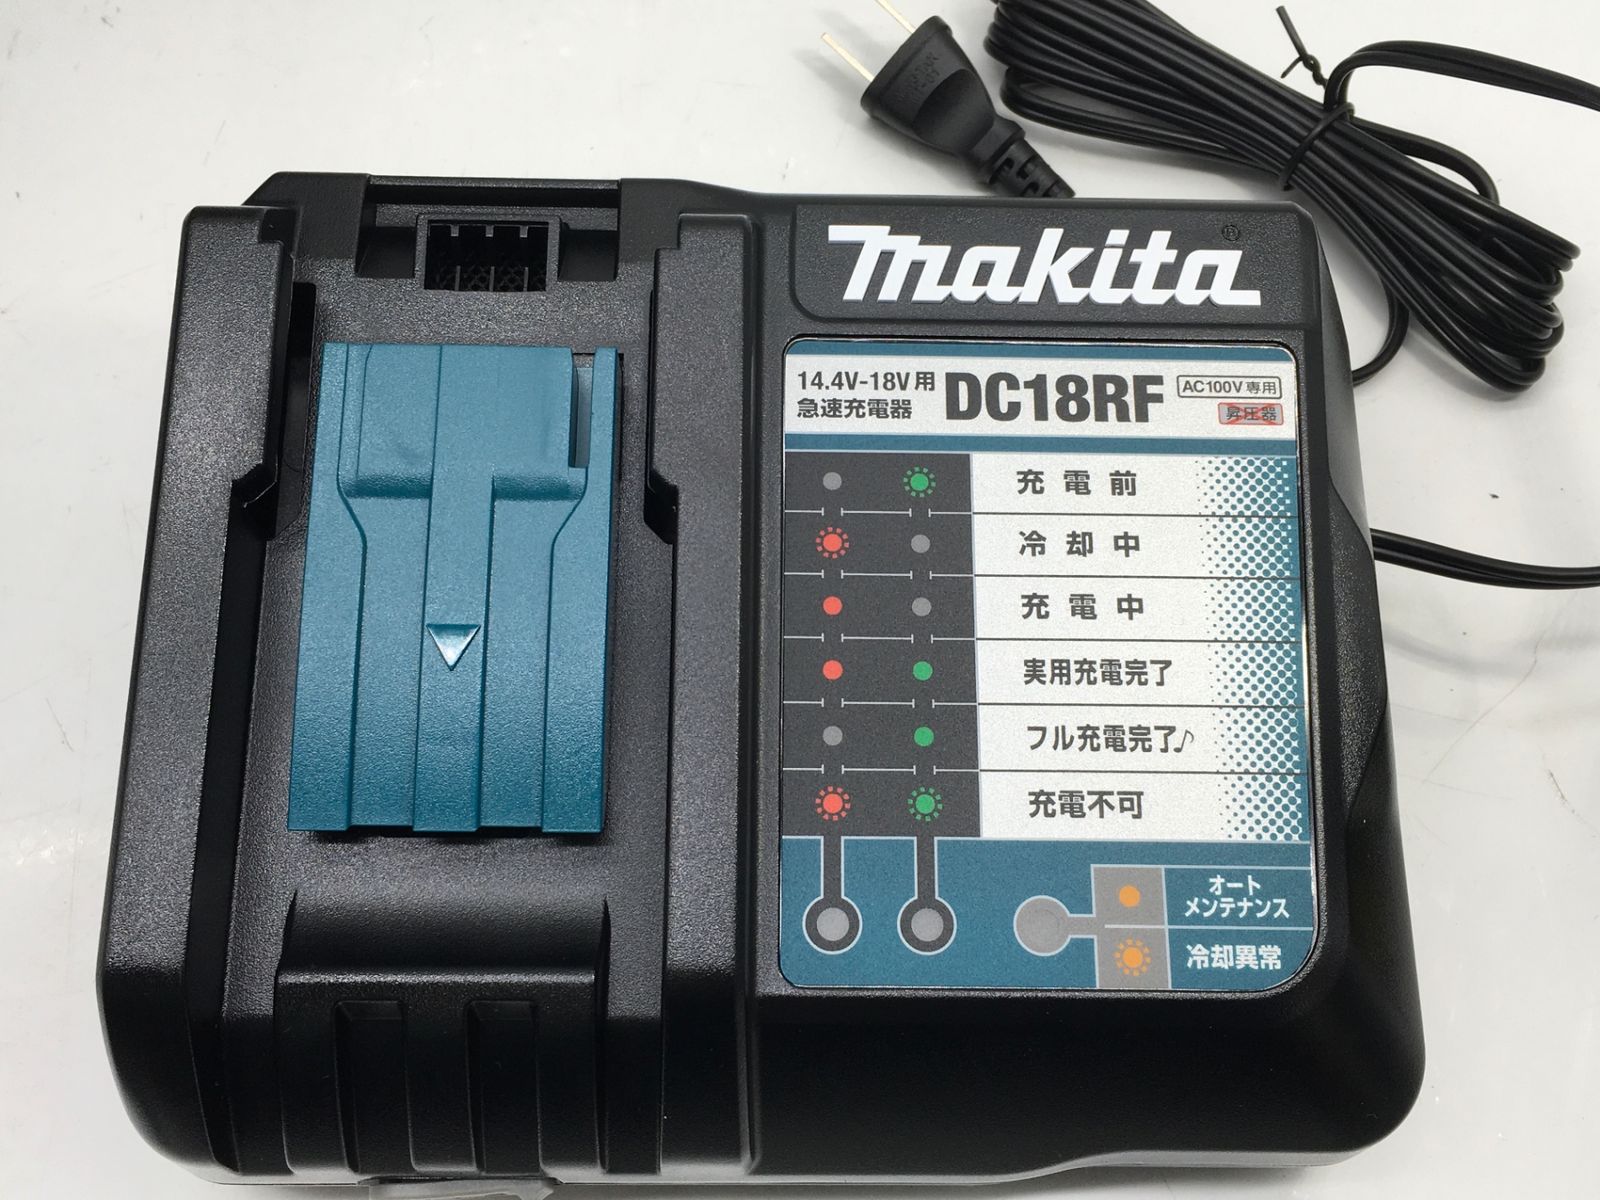 makita®
14.4V-18V用
急速充電器
DC18RF
AC100V専用
昇圧器
充電前
冷却中
充電中
実用充電完了
フル充電完了♪
充電不可
オート
メンテナンス
冷却異常